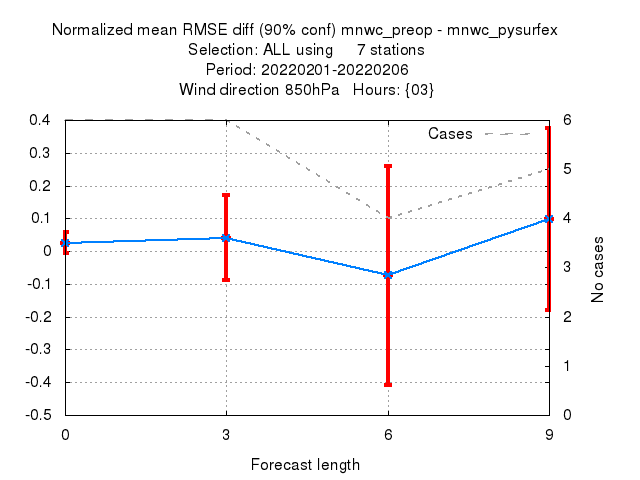 Normalized mean RMSE diff (90% conf) mnwc_preop - mnwc_pysurfex
Selection: ALL using     7 stations
Period: 20220201-20220206
Wind direction 850hPa   Hours: {03}
Cases
0.4
0.3
0.2
0.1
0
-0.1
-0.2
-0.3
-0.4
-0.5
6
5
4
3
2
1
0
No cases
0 3 6 9
Forecast length